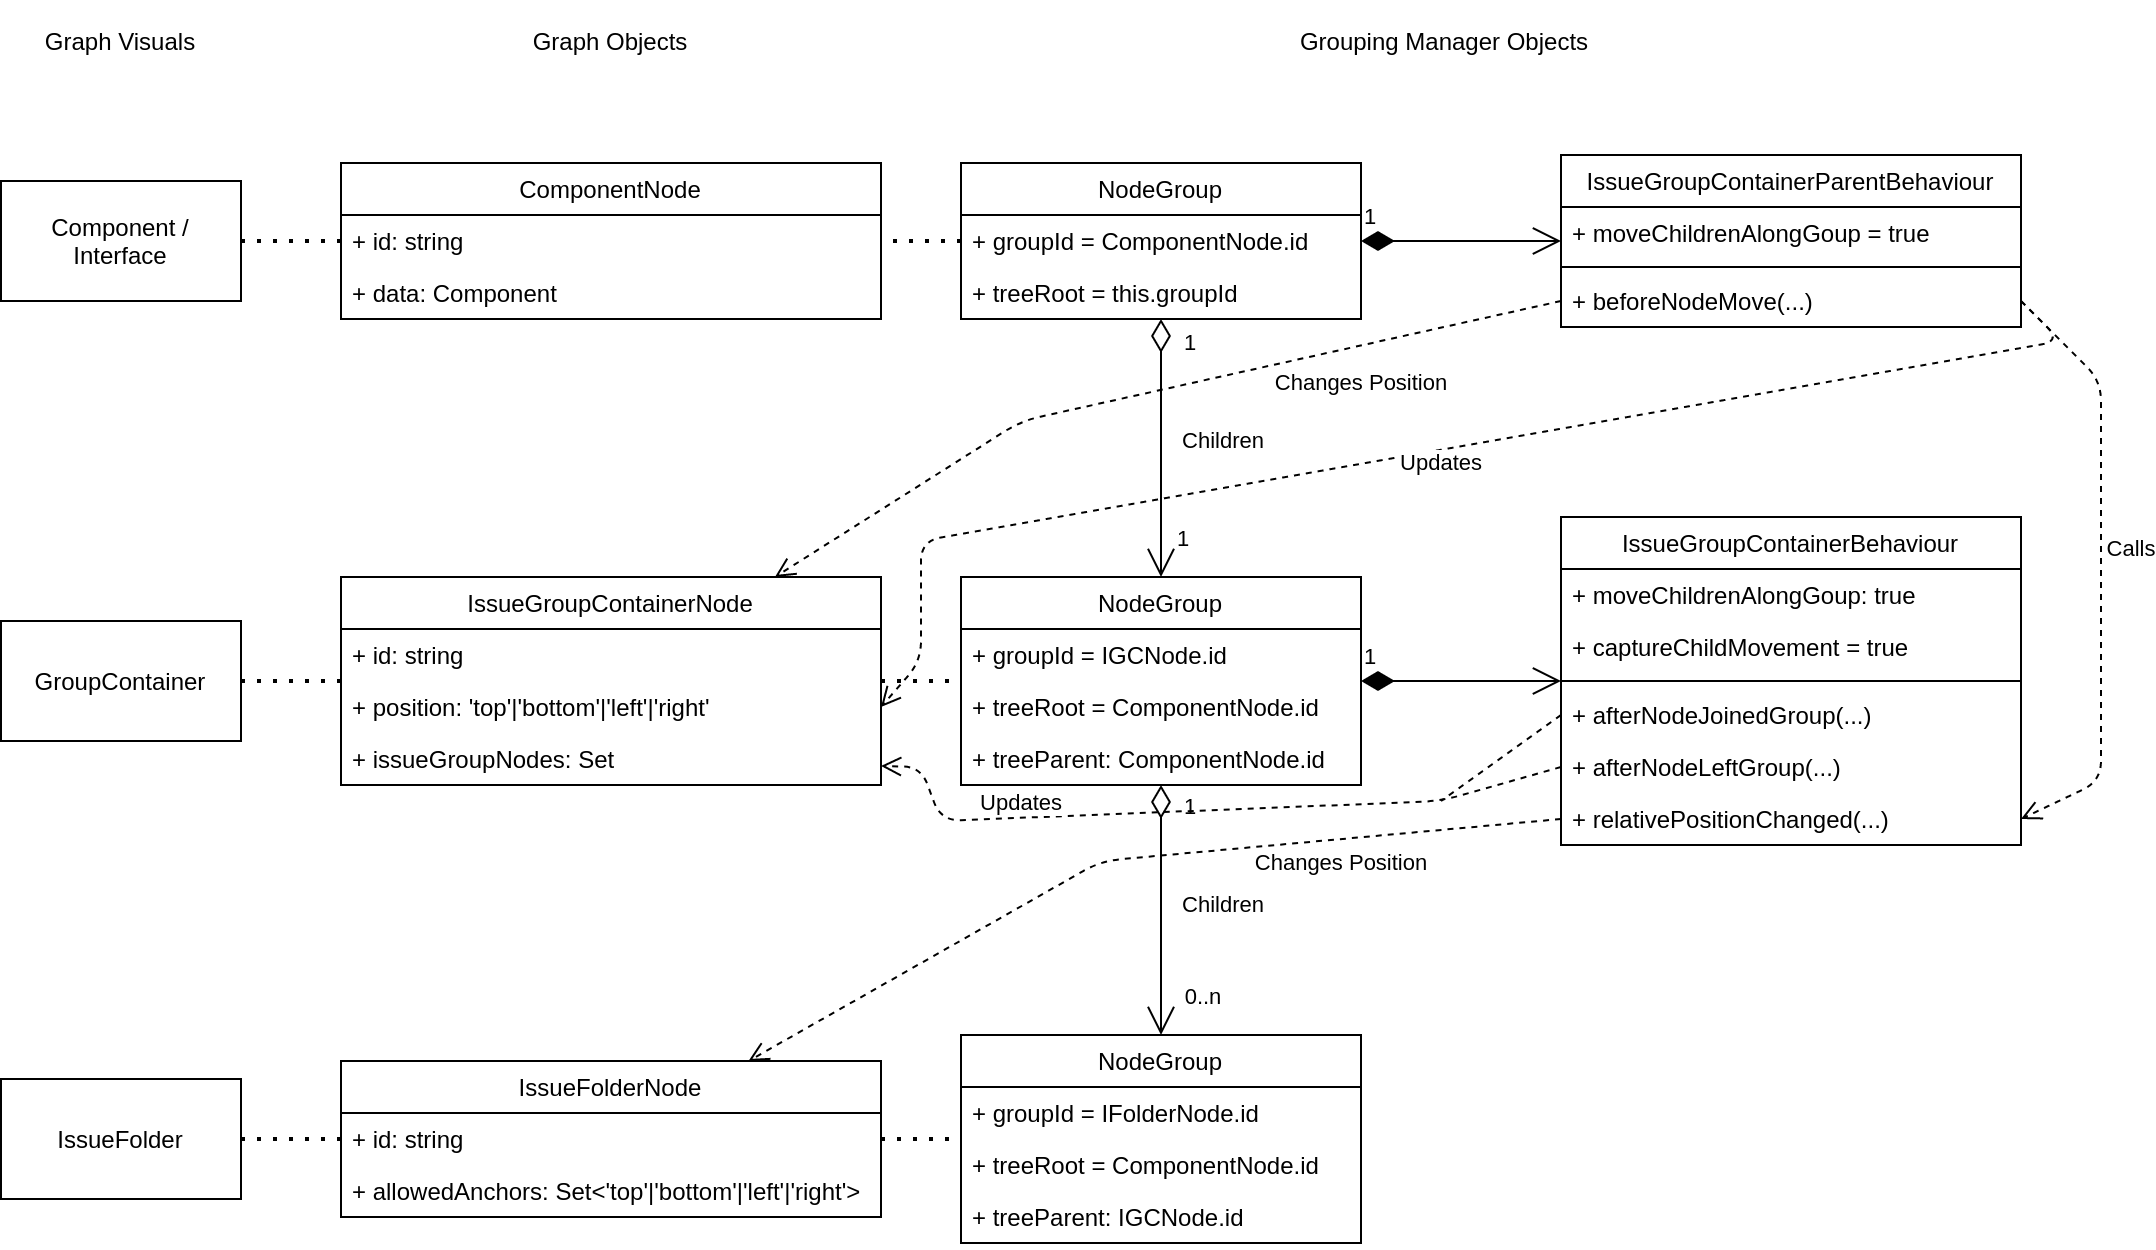 Graph Visuals
Graph Objects
Grouping Manager Objects
Component /
Interface
ComponentNode
+ id: string
+ data: Component
NodeGroup
+ groupId = ComponentNode.id
+ treeRoot = this.groupId
1
IssueGroupContainerParentBehaviour
+ moveChildrenAlongGoup = true
+ beforeNodeMove(...)
1
Changes Position
Children
Updates
1
Calls
GroupContainer
IssueGroupContainerNode
+ id: string
+ position: 'top'|'bottom'|'left'|'right'
+ issueGroupNodes: Set
NodeGroup
+ groupId = IGCNode.id
+ treeRoot = ComponentNode.id
+ treeParent: ComponentNode.id
1
IssueGroupContainerBehaviour
+ moveChildrenAlongGoup: true
+ captureChildMovement = true
+ afterNodeJoinedGroup(...)
+ afterNodeLeftGroup(...)
+ relativePositionChanged(...)
Updates
1
Changes Position
Children
0..n
IssueFolder
IssueFolderNode
+ id: string
+ allowedAnchors: Set<'top'|'bottom'|'left'|'right'>
NodeGroup
+ groupId = IFolderNode.id
+ treeRoot = ComponentNode.id
+ treeParent: IGCNode.id